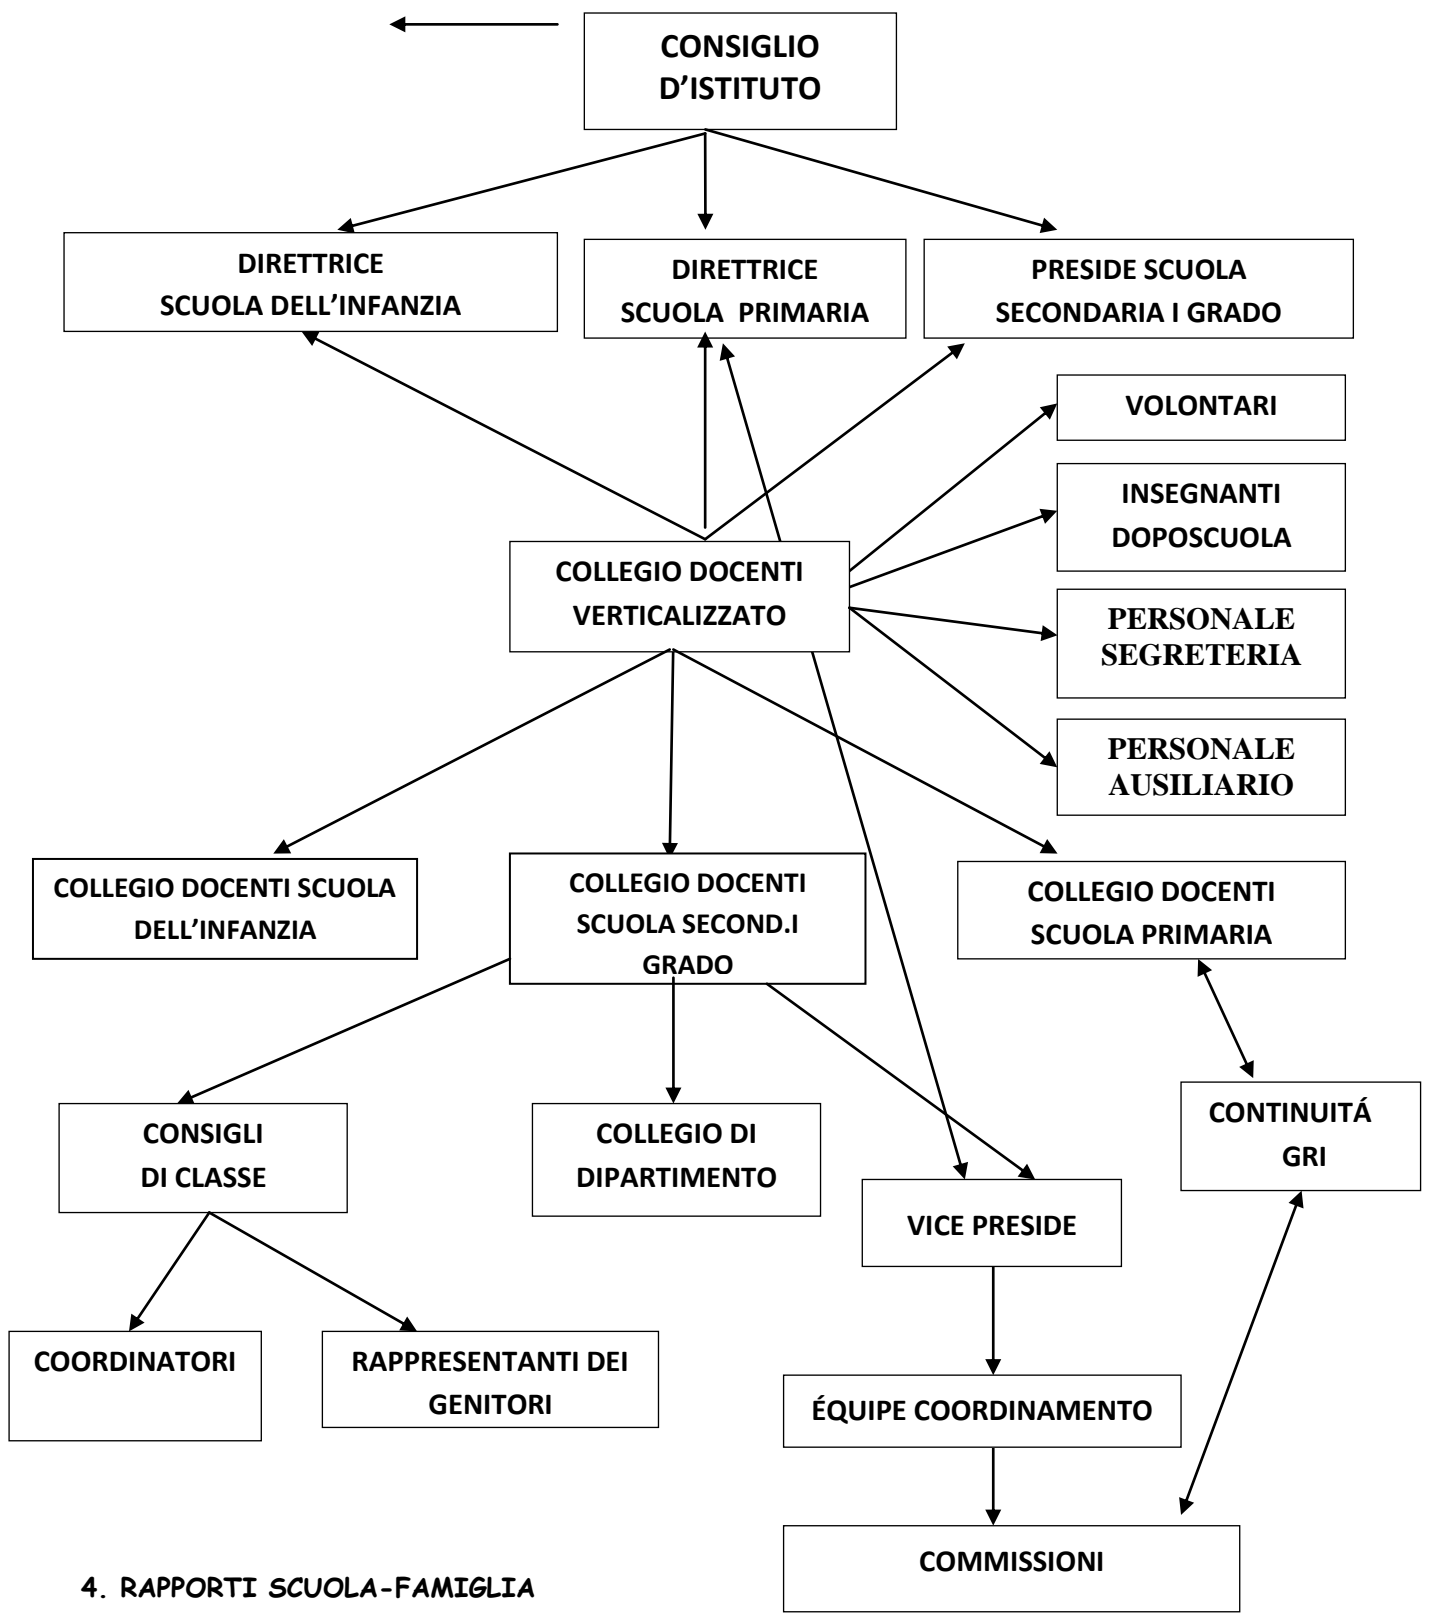 CONSIGLIO
D'ISTITUTO
DIRETTRICE
SCUOLA DELL'INFANZIA
DIRETTRICE
SCUOLA PRIMARIA
PRESIDE SCUOLA
SECONDARIA I GRADO
VOLONTARI
INSEGNANTI
DOPOSCUOLA
COLLEGIO DOCENTI
VERTICALIZZATO
PERSONALE
SEGRETERIA
PERSONALE
AUSILIARIO
COLLEGIO DOCENTI SCUOLA
DELL'INFANZIA
COLLEGIO DOCENTI
SCUOLA SECOND.I
GRADO
COLLEGIO DOCENTI
SCUOLA PRIMARIA
CONSIGLI
DI CLASSE
COLLEGIO DI
DIPARTIMENTO
VICE PRESIDE
CONTINUITÁ
GRI
COORDINATORI
RAPPRESENTANTI DEI
GENITORI
ÉQUIPE COORDINAMENTO
COMMISSIONI
4. RAPPORTI SCUOLA-FAMIGLIA